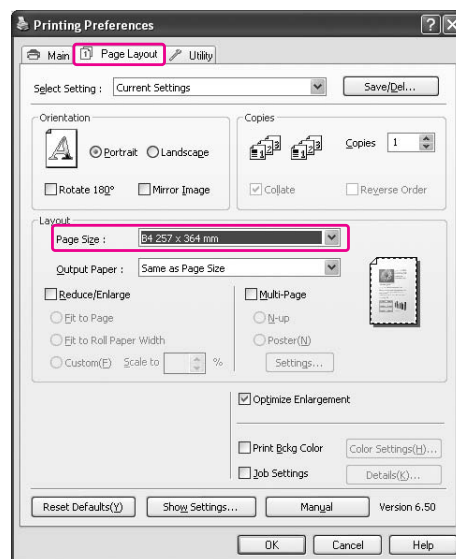 Printing Preferences
Main Page Layout Utility
Select Setting : Current Settings Save/Del...
Orientation Copies
Portrait Landscape Copies 1
Rotate 180° Mirror Image Collate Reverse Order
Layout
Page Size : B4 257 x 364 mm
Output Paper : Same as Page Size
Reduce/Enlarge Multi-Page
Fit to Page N-up
Fit to Roll Paper Width Poster(N)
Custom(F) Scale to % Settings...
Optimize Enlargement
Print Bckg Color Color Settings(H)...
Job Settings Details(K)...
Reset Defaults(Y) Show Settings... Manual Version 6.50
OK Cancel Help